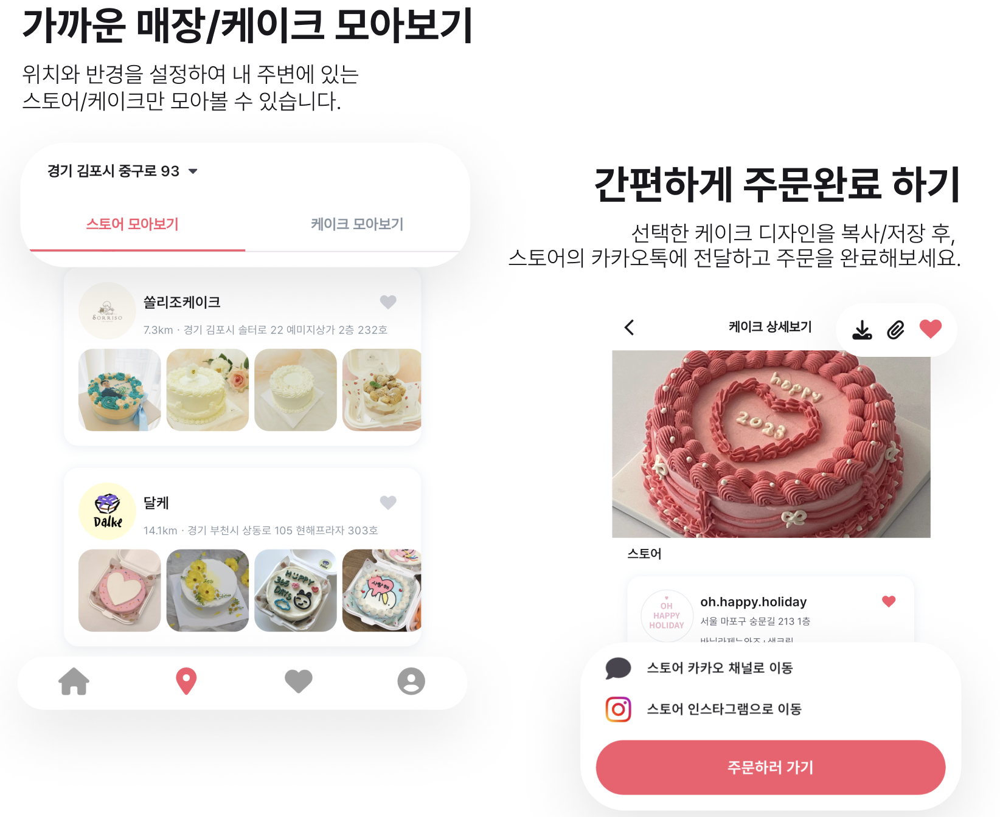 가까운 매장/케이크 모아보기
위치와 반경을 설정하여 내 주변에 있는
스토어/케이크만 모아볼 수 있습니다.
경기 김포시 중구로 93
스토어 모아보기
케이크 모아보기
SORRISO
쏠리조케이크
7.3km · 경기 김포시 솔터로 22 예미지상가 2층 232호
Dalke
달케
14.1km · 경기 부천시 상동로 105 현해프라자 303호
HAPPY
365
DAYS
사랑해
간편하게 주문완료 하기
선택한 케이크 디자인을 복사/저장 후,
스토어의 카카오톡에 전달하고 주문을 완료해보세요.
케이크 상세보기
happy
2023
스토어
OH
HAPPY
HOLIDAY
oh.happy.holiday
서울 마포구 숭문길 213 1층
스토어 카카오 채널로 이동
스토어 인스타그램으로 이동
주문하러 가기